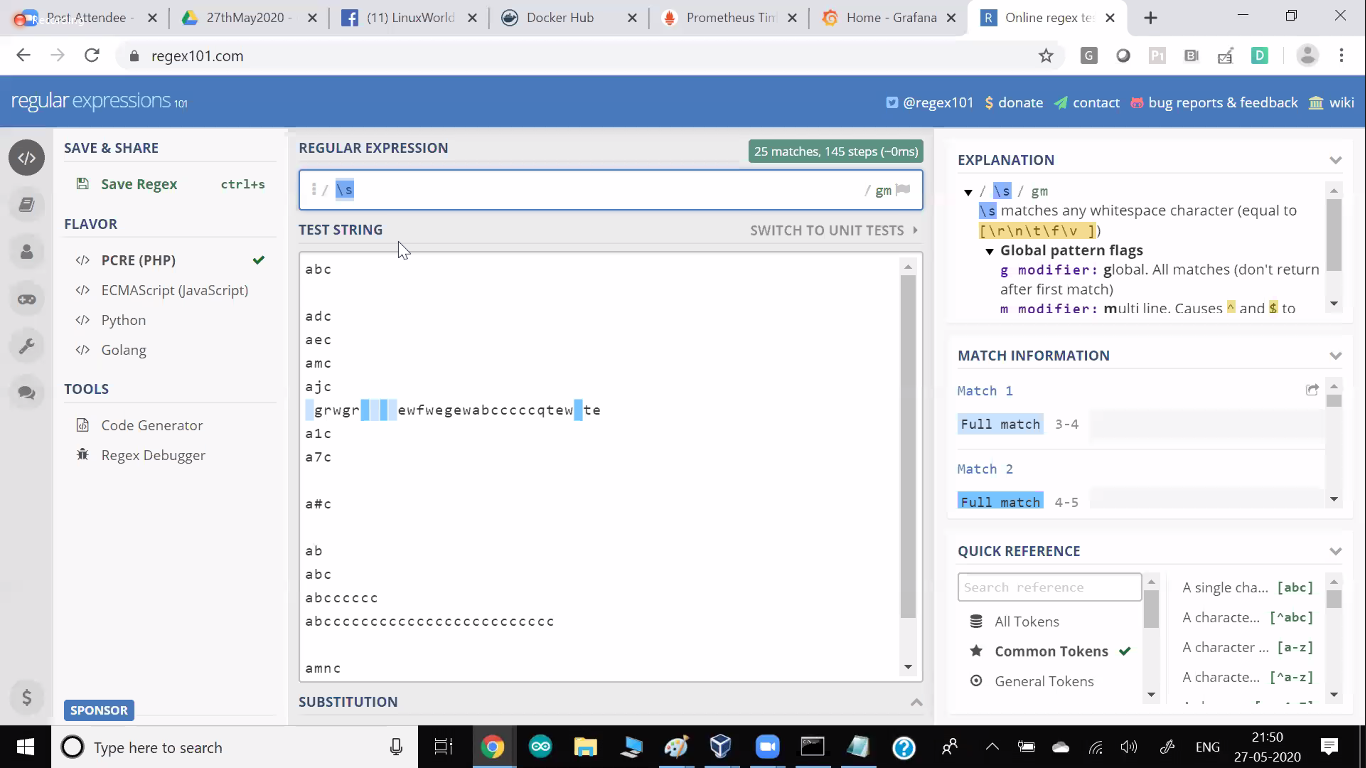 Post Attendee -
27thMay2020 -
(11) LinuxWorld
Docker Hub
Prometheus Tim
Home - Grafana
Online regex te
regex101.com
regular expressions 101
@regex101
$ donate
contact
bug reports & feedback
wiki
SAVE & SHARE
Save Regex ctrl+s
FLAVOR
PCRE (PHP)
ECMAScript (JavaScript)
Python
Golang
TOOLS
Code Generator
Regex Debugger
SPONSOR
REGULAR EXPRESSION
25 matches, 145 steps (~0ms)
/ \s / gm
TEST STRING
SWITCH TO UNIT TESTS
abc
adc
aec
amc
ajc
grwgr    ewfwegewabcccccqtew te
a1c
a7c
a#c
ab
abc
abcccccc
abccccccccccccccccccccccccc
amnc
SUBSTITUTION
EXPLANATION
/ \s / gm
\s matches any whitespace character (equal to
[\r\n\t\f\v ])
Global pattern flags
g modifier: global. All matches (don't return
after first match)
m modifier: multi line. Causes ^ and $ to
MATCH INFORMATION
Match 1
Full match 3-4
Match 2
Full match 4-5
QUICK REFERENCE
Search reference
All Tokens
Common Tokens
General Tokens
A single cha... [abc]
A characte... [^abc]
A character ... [a-z]
A characte... [^a-z]
Type here to search
ENG
21:50
27-05-2020